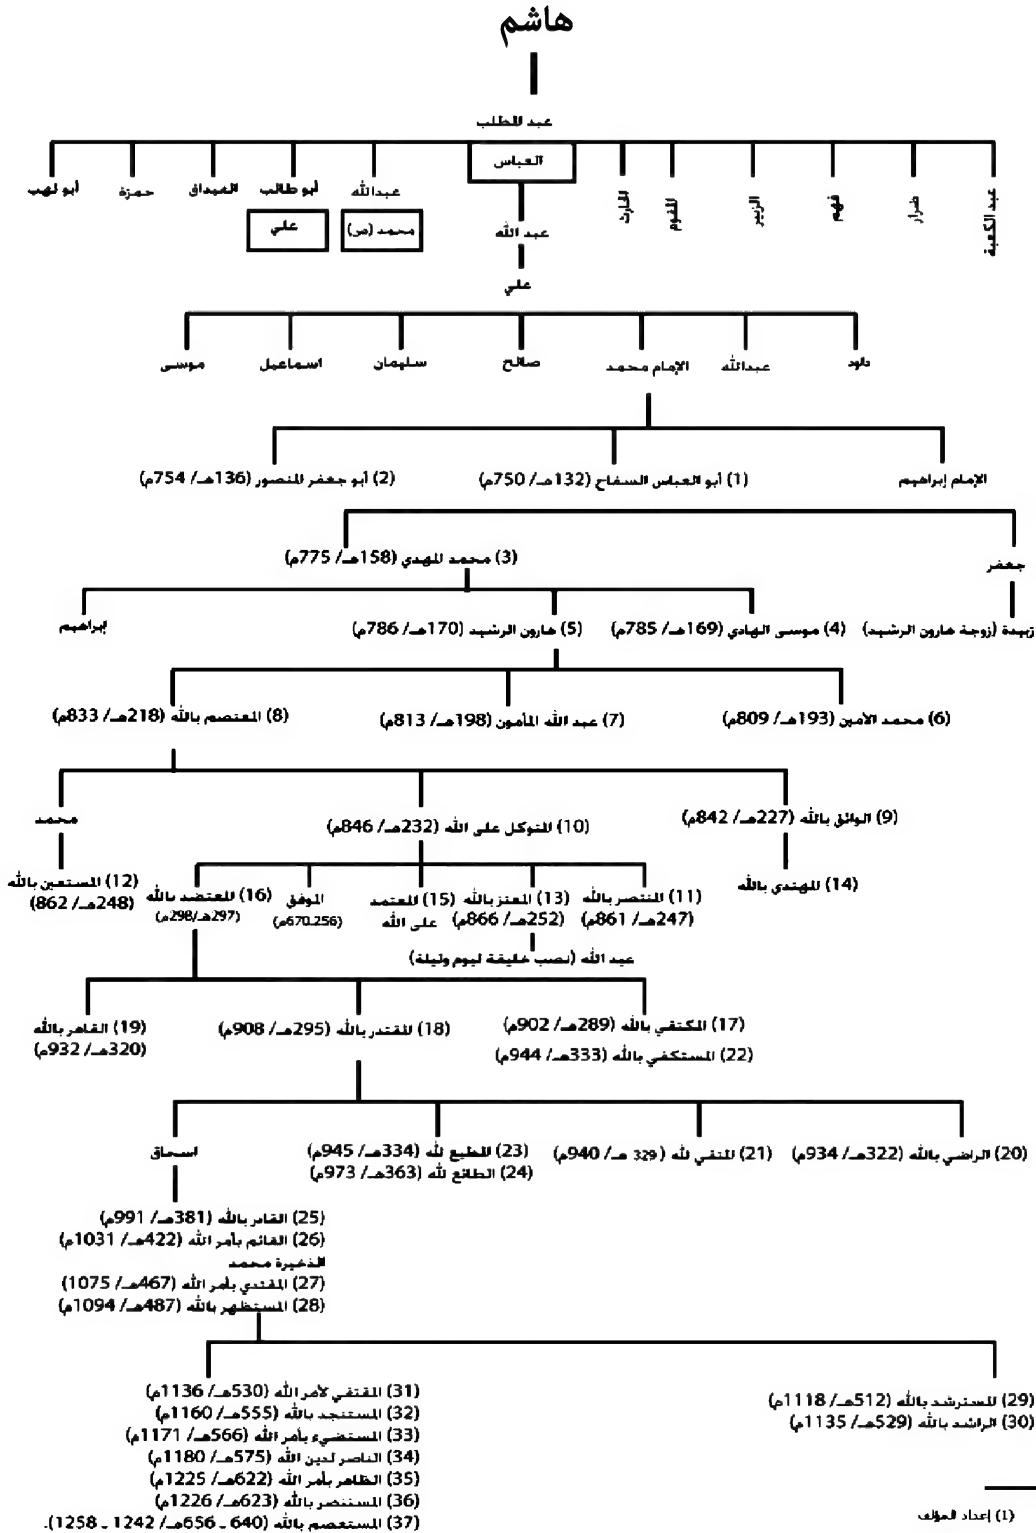 هاشم
عبد المطلب
العباس
عبد الكعبة
ضرار
فهم
الزبير
المقوم
الحارث
عبدالله
أبو طالب
الغيداق
حمزة
أبو لهب
محمد (ص)
علي
عبد الله
علي
داود
عبدالله
الإمام محمد
صالح
سليمان
اسماعيل
موسى
الإمام إبراهيم
(1) أبو العباس السفاح (132هـ/ 750م)
(2) أبو جعفر المنصور (136هـ/ 754م)
جعفر
(3) محمد المهدي (158هـ/ 775م)
زبيدة (زوجة هارون الرشيد)
(4) موسى الهادي (169هـ/ 785م)
(5) هارون الرشيد (170هـ/ 786م)
إبراهيم
(6) محمد الأمين (193هـ/ 809م)
(7) عبد الله المأمون (198هـ/ 813م)
(8) المعتصم بالله (218هـ/ 833م)
(9) الواثق بالله (227هـ/ 842م)
(10) المتوكل على الله (232هـ/ 846م)
محمد
(14) المهتدي بالله
(11) المنتصر بالله
(247هـ/ 861م)
(13) المعتز بالله
(252هـ/ 866م)
(15) المعتمد
على الله
الموفق
(256ـ670م)
(16) المعتضد بالله
(297هـ/298م)
(12) المستعين بالله
(248هـ/ 862م)
عبد الله (نصب خليفة ليوم وليلة)
(17) المكتفي بالله (289هـ/ 902م)
(22) المستكفي بالله (333هـ/ 944م)
(18) المقتدر بالله (295هـ/ 908م)
(19) القاهر بالله
(320هـ/ 932م)
(20) الراضي بالله (322هـ/ 934م)
(21) المتقي لله (329 هـ/ 940م)
(23) المطيع لله (334هـ/ 945م)
(24) الطائع لله (363هـ/ 973م)
اسحاق
(25) القادر بالله (381هـ/ 991م)
(26) القائم بأمر الله (422هـ/ 1031م)
الذخيرة محمد
(27) المقتدي بأمر الله (467هـ/ 1075)
(28) المستظهر بالله (487هـ/ 1094م)
(29) المسترشد بالله (512هـ/ 1118م)
(30) الراشد بالله (529هـ/ 1135م)
(31) المقتفي لأمر الله (530هـ/ 1136م)
(32) المستنجد بالله (555هـ/ 1160م)
(33) المستضيء بأمر الله (566هـ/ 1171م)
(34) الناصر لدين الله (575هـ/ 1180م)
(35) الظاهر بأمر الله (622هـ/ 1225م)
(36) المستنصر بالله (623هـ/ 1226م)
(37) المستعصم بالله (640 ـ 656هـ/ 1242 ـ 1258).
(1) إعداد المؤلف